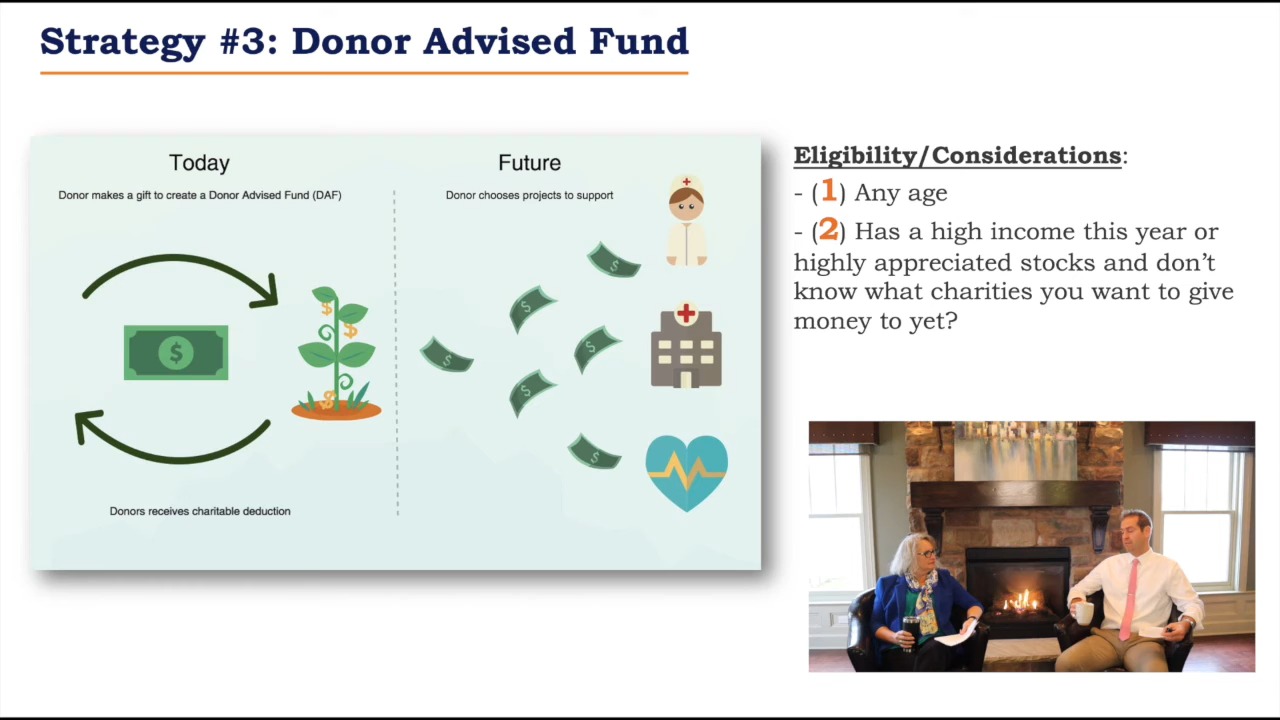 Strategy #3: Donor Advised Fund
Today
Donor makes a gift to create a Donor Advised Fund (DAF)
$
$
$
$
Donors receives charitable deduction
Future
Donor chooses projects to support
$
$
$
$
$
$
Eligibility/Considerations:
- (1) Any age
- (2) Has a high income this year or
highly appreciated stocks and don’t
know what charities you want to give
money to yet?